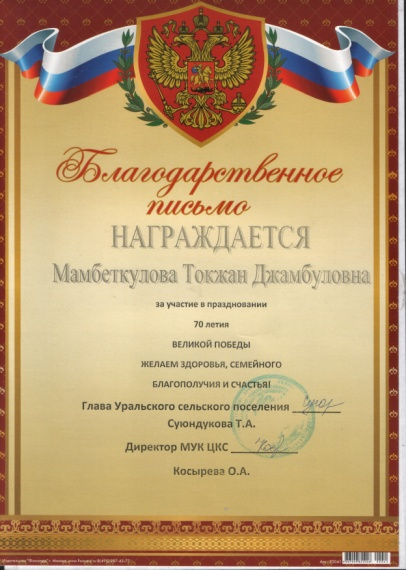 Благодарственное
письмо
НАГРАЖДАЕТСЯ
Мамбеткулова Токжан Джамбуловна
за участие в праздновании
70 летия
ВЕЛИКОЙ ПОБЕДЫ
ЖЕЛАЕМ ЗДОРОВЬЯ, СЕМЕЙНОГО
БЛАГОПОЛУЧИЯ И СЧАСТЬЯ!
Глава Уральского сельского поселения
Суюндукова Т.А.
Директор МУК ЦКС
Косырева О.А.